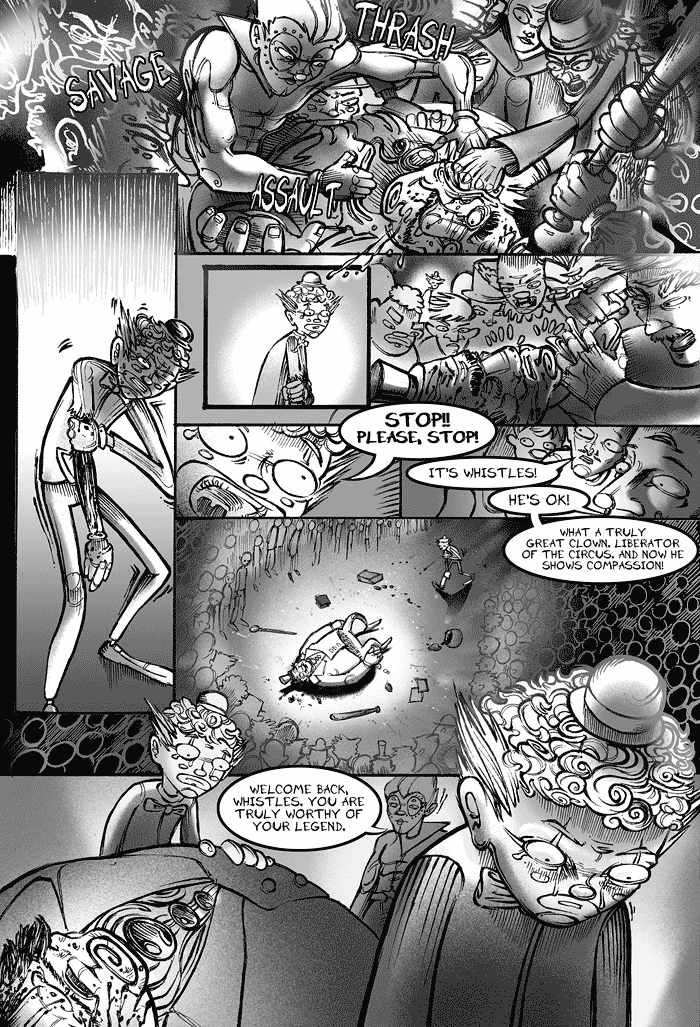 THRASH
SAVAGE
ASSAULT
STOP!!
PLEASE, STOP!
IT'S WHISTLES!
HE'S OK!
WHAT A TRULY
GREAT CLOWN. LIBERATOR
OF THE CIRCUS. AND NOW HE
SHOWS COMPASSION!
WELCOME BACK,
WHISTLES. YOU ARE
TRULY WORTHY OF
YOUR LEGEND.